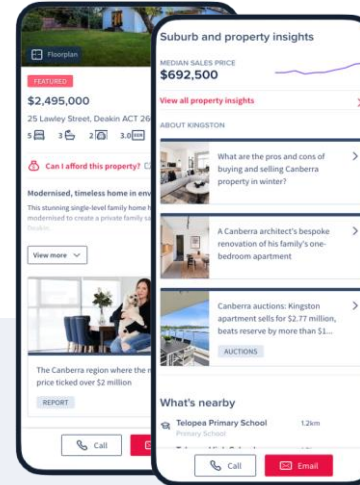 Floorplan
FEATURED
$2,495,000
25 Lawley Street, Deakin ACT 26
5 3 2 3.0
Can I afford this property?
Modernised, timeless home in env
This stunning single-level family home
modernised to create a private family
Deakin.
View more
The Canberra region where the
price ticked over $2 million
REPORT
Call
Suburb and property insights
MEDIAN SALES PRICE
$692,500
View all property insights
ABOUT KINGSTON
What are the pros and cons of
buying and selling Canberra
property in winter?
A Canberra architect's bespoke
renovation of his family's one-
bedroom apartment
Canberra auctions: Kingston
apartment sells for $2.77 million,
beats reserve by more than $1...
AUCTIONS
What's nearby
Telopea Primary School 1.2km
Primary School
Call
Email